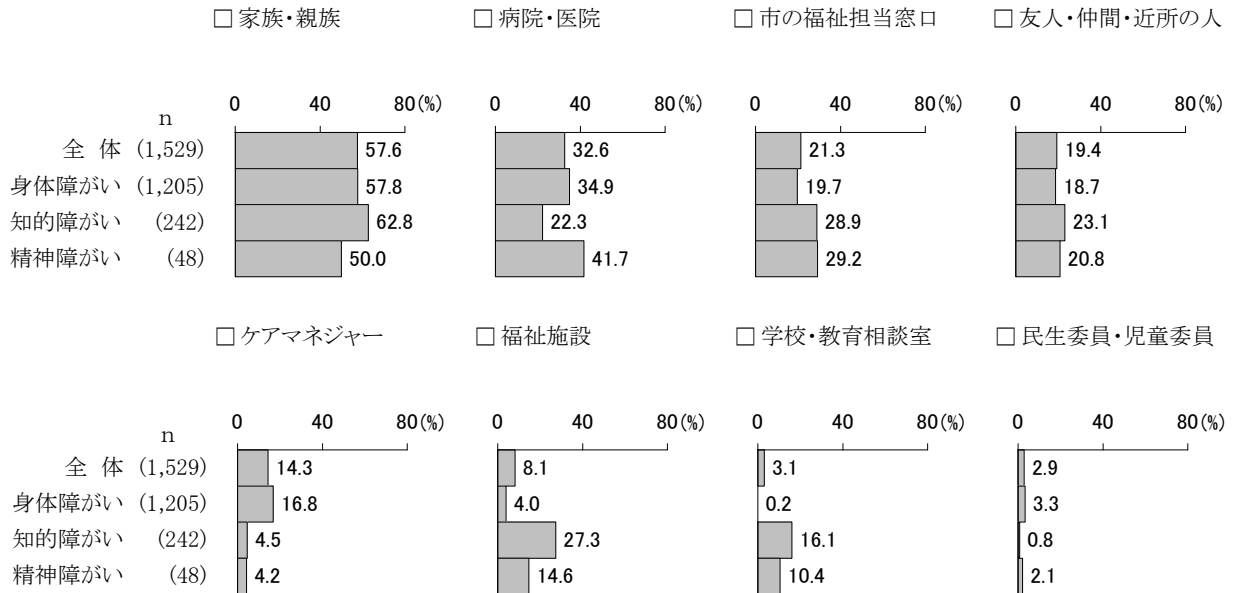 □ 家族・親族 □ 病院・医院 □ 市の福祉担当窓口 □ 友人・仲間・近所の人
0 40 80(%) 0 40 80(%) 0 40 80(%) 0 40 80(%)
n
全 体 (1,529) 57.6 32.6 21.3 19.4
身体障がい (1,205) 57.8 34.9 19.7 18.7
知的障がい (242) 62.8 22.3 28.9 23.1
精神障がい (48) 50.0 41.7 29.2 20.8
□ ケアマネジャー □ 福祉施設 □ 学校・教育相談室 □ 民生委員・児童委員
0 40 80(%) 0 40 80(%) 0 40 80(%) 0 40 80(%)
n
全 体 (1,529) 14.3 8.1 3.1 2.9
身体障がい (1,205) 16.8 4.0 0.2 3.3
知的障がい (242) 4.5 27.3 16.1 0.8
精神障がい (48) 4.2 14.6 10.4 2.1